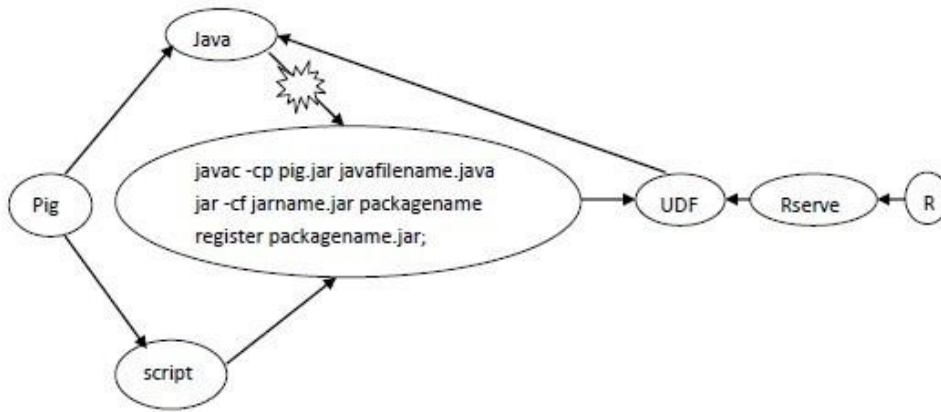 Java
javac -cp pig.jar javafilename.java
jar -cf jarname.jar packagename
register packagename.jar;
Pig
UDF
Rserve
R
script